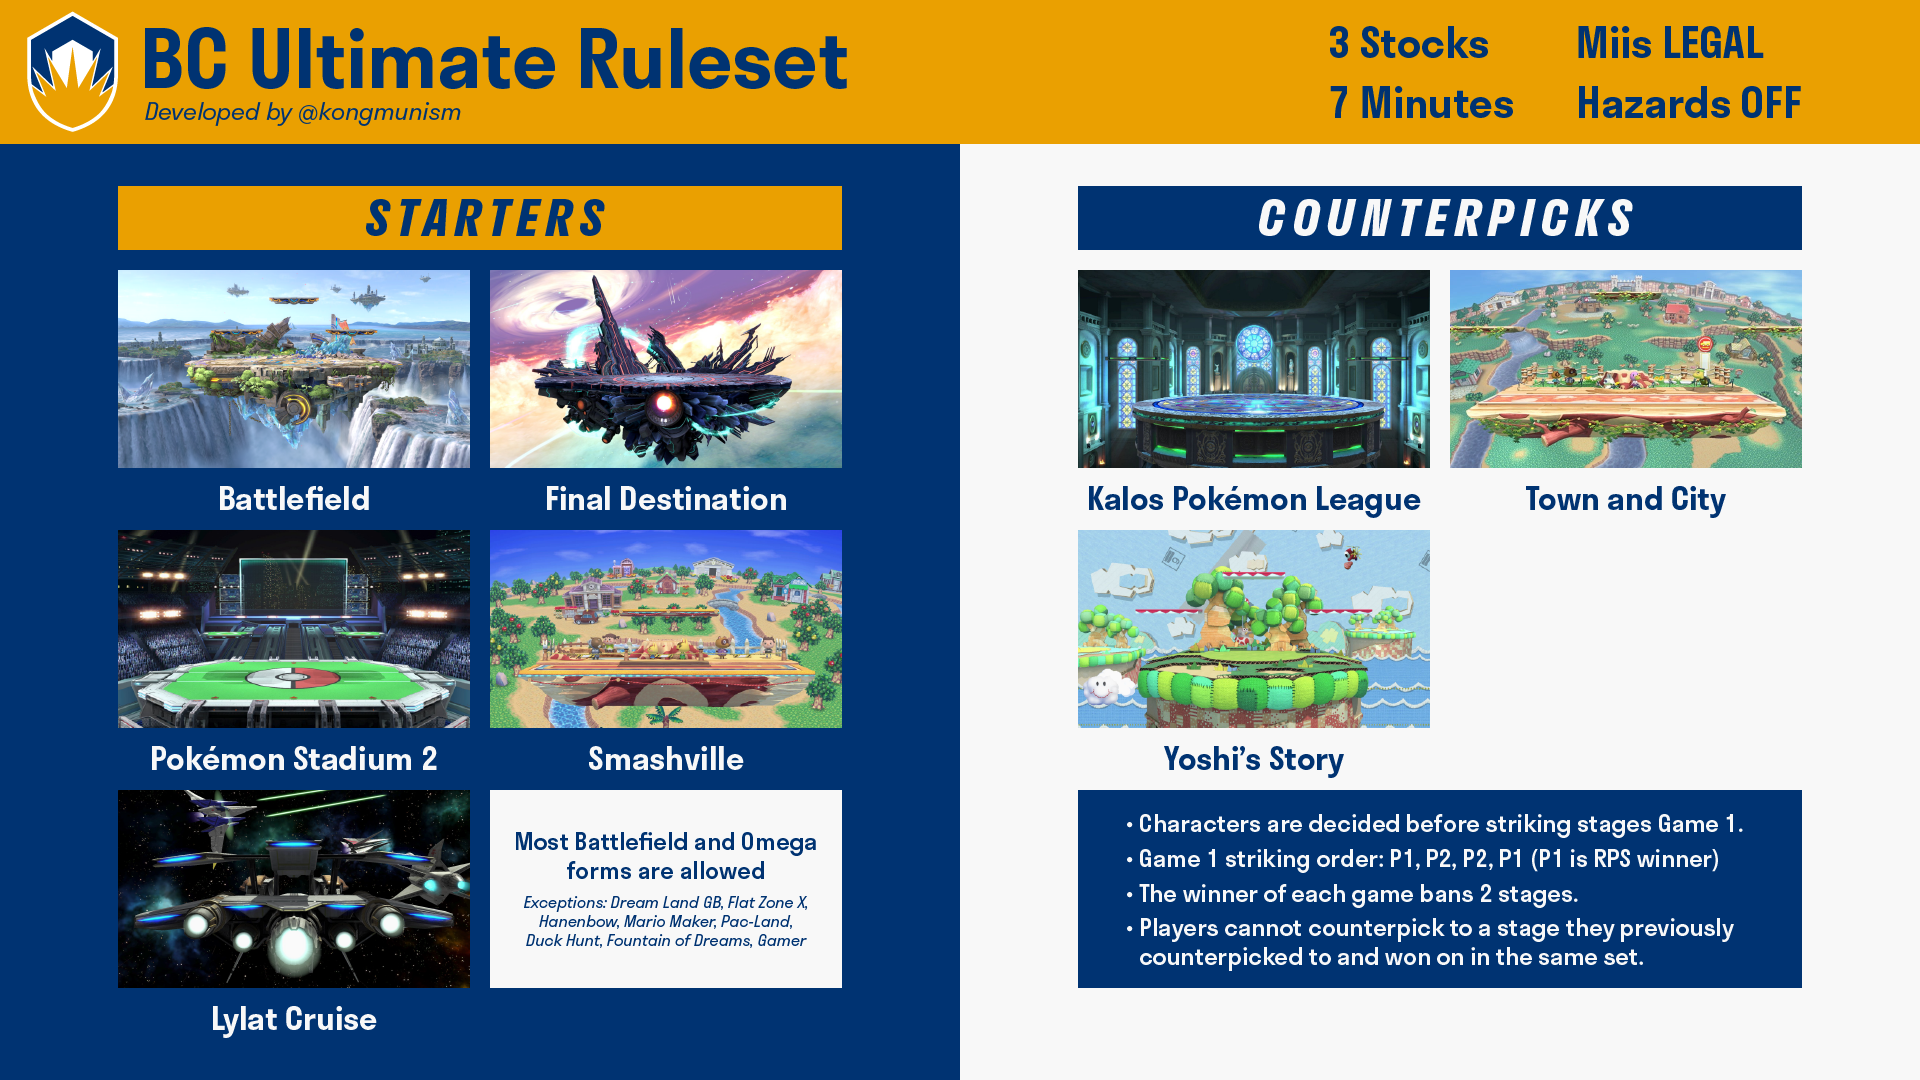 BC Ultimate Ruleset
Developed by @kongmunism
3 Stocks
Miis LEGAL
7 Minutes
Hazards OFF
STARTERS
Battlefield
Final Destination
Pokémon Stadium 2
Smashville
Lylat Cruise
Most Battlefield and Omega
forms are allowed
Exceptions: Dream Land GB, Flat Zone X,
Hanenbow, Mario Maker, Pac-Land,
Duck Hunt, Fountain of Dreams, Gamer
COUNTERPICKS
Kalos Pokémon League
Town and City
Yoshi's Story
• Characters are decided before striking stages Game 1.
• Game 1 striking order: P1, P2, P2, P1 (P1 is RPS winner)
• The winner of each game bans 2 stages.
• Players cannot counterpick to a stage they previously
counterpicked to and won on in the same set.